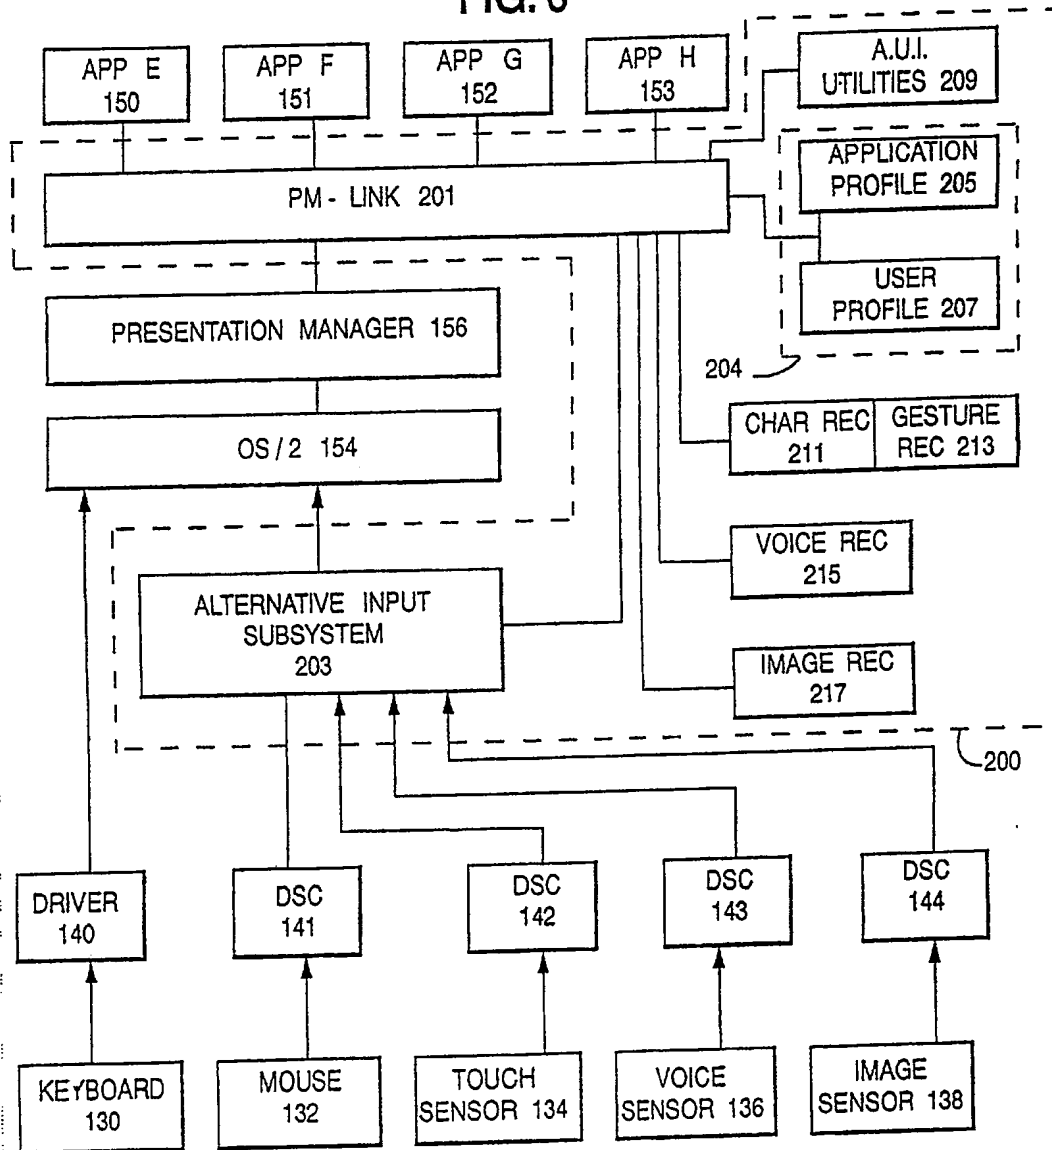 APP E
150
APP F
151
APP G
152
APP H
153
A.U.I.
UTILITIES 209
APPLICATION
PROFILE 205
PM - LINK 201
USER
PROFILE 207
PRESENTATION MANAGER 156
204
OS / 2 154
CHAR REC
211
GESTURE
REC 213
VOICE REC
215
ALTERNATIVE INPUT
SUBSYSTEM
203
IMAGE REC
217
200
DRIVER
140
DSC
141
DSC
142
DSC
143
DSC
144
KEYBOARD
130
MOUSE
132
TOUCH
SENSOR 134
VOICE
SENSOR 136
IMAGE
SENSOR 138